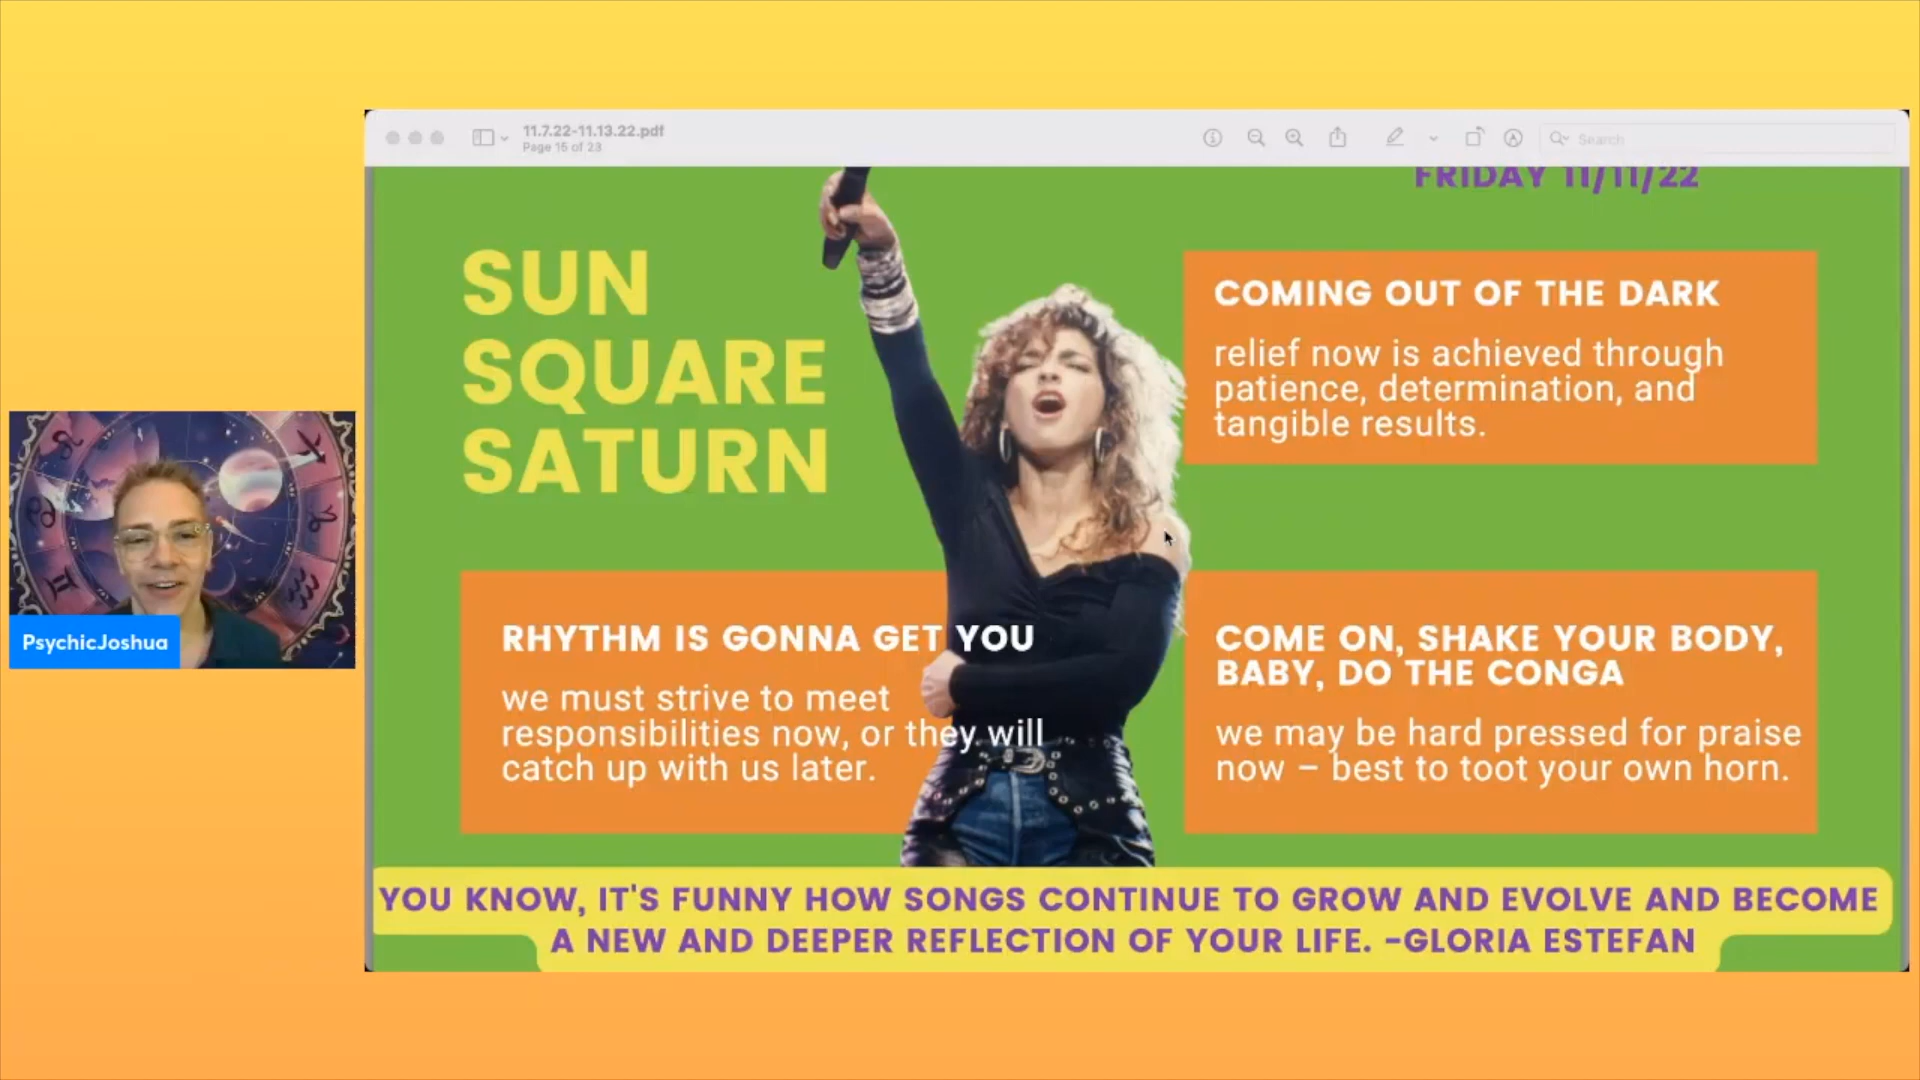 11.7.22-11.13.22.pdf
Page 15 of 23
Search
FRIDAY 11/11/22
SUN
SQUARE
SATURN
COMING OUT OF THE DARK
relief now is achieved through
patience, determination, and
tangible results.
RHYTHM IS GONNA GET YOU
we must strive to meet
responsibilities now, or they will
catch up with us later.
COME ON, SHAKE YOUR BODY,
BABY, DO THE CONGA
we may be hard pressed for praise
now – best to toot your own horn.
YOU KNOW, IT'S FUNNY HOW SONGS CONTINUE TO GROW AND EVOLVE AND BECOME
A NEW AND DEEPER REFLECTION OF YOUR LIFE. -GLORIA ESTEFAN
PsychicJoshua